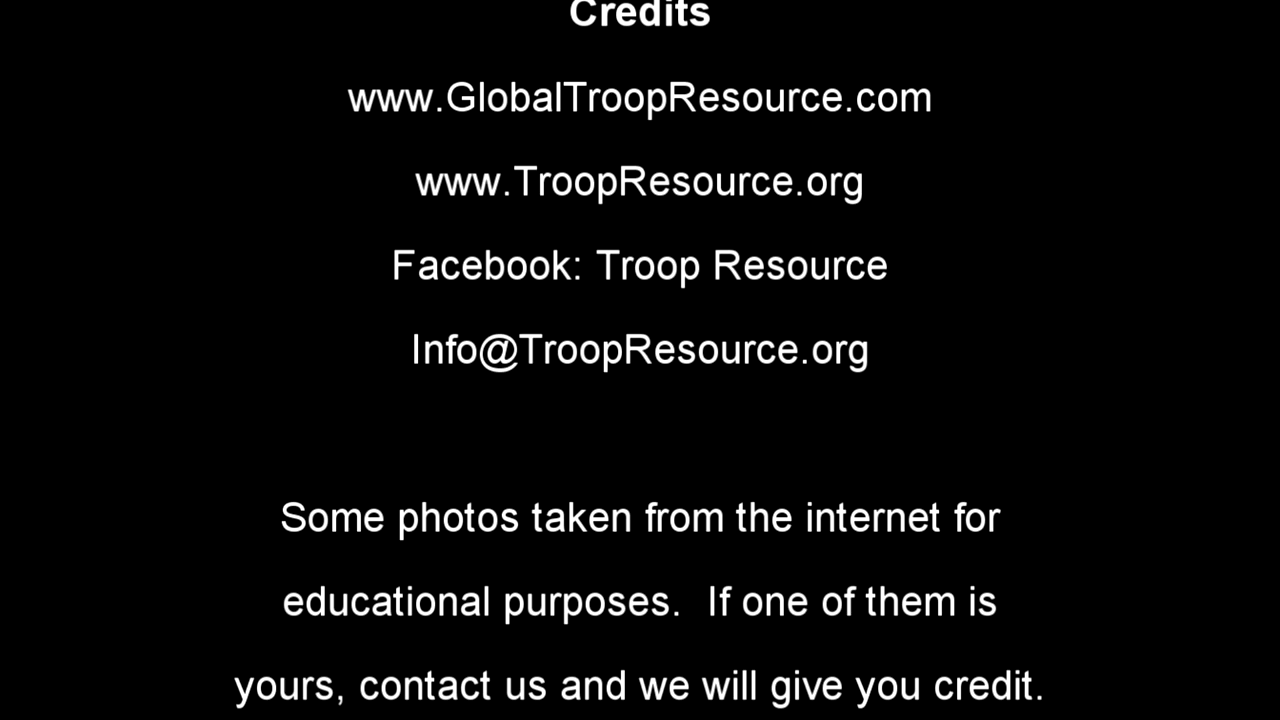 Credits
www.GlobalTroopResource.com
www.TroopResource.org
Facebook: Troop Resource
Info@TroopResource.org
Some photos taken from the internet for
educational purposes.  If one of them is
yours, contact us and we will give you credit.